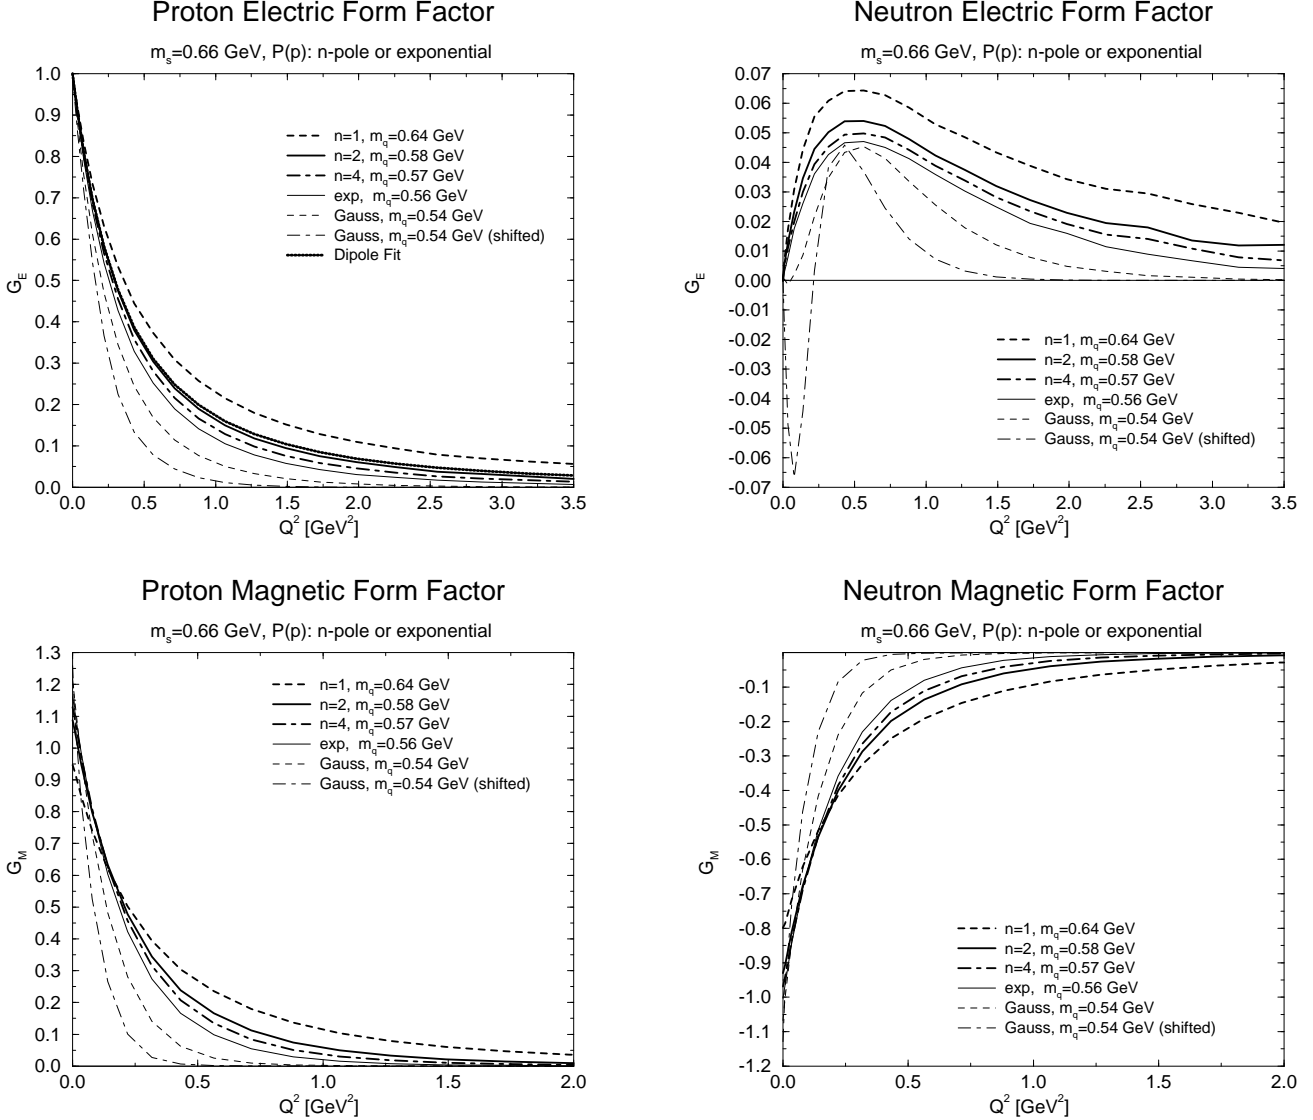 Proton Electric Form Factor
m_s=0.66 GeV, P(p): n-pole or exponential
1.0
0.9
0.8
0.7
0.6
0.5
0.4
0.3
0.2
0.1
0.0
G_E
n=1, m_q=0.64 GeV
n=2, m_q=0.58 GeV
n=4, m_q=0.57 GeV
exp, m_q=0.56 GeV
Gauss, m_q=0.54 GeV
Gauss, m_q=0.54 GeV (shifted)
Dipole Fit
0.0 0.5 1.0 1.5 2.0 2.5 3.0 3.5
Q^2 [GeV^2]
Neutron Electric Form Factor
m_s=0.66 GeV, P(p): n-pole or exponential
0.07
0.06
0.05
0.04
0.03
0.02
0.01
0.00
-0.01
-0.02
-0.03
-0.04
-0.05
-0.06
-0.07
G_E
n=1, m_q=0.64 GeV
n=2, m_q=0.58 GeV
n=4, m_q=0.57 GeV
exp, m_q=0.56 GeV
Gauss, m_q=0.54 GeV
Gauss, m_q=0.54 GeV (shifted)
0.0 0.5 1.0 1.5 2.0 2.5 3.0 3.5
Q^2 [GeV^2]
Proton Magnetic Form Factor
m_s=0.66 GeV, P(p): n-pole or exponential
1.3
1.2
1.1
1.0
0.9
0.8
0.7
0.6
0.5
0.4
0.3
0.2
0.1
0.0
G_M
n=1, m_q=0.64 GeV
n=2, m_q=0.58 GeV
n=4, m_q=0.57 GeV
exp, m_q=0.56 GeV
Gauss, m_q=0.54 GeV
Gauss, m_q=0.54 GeV (shifted)
0.0 0.5 1.0 1.5 2.0
Q^2 [GeV^2]
Neutron Magnetic Form Factor
m_s=0.66 GeV, P(p): n-pole or exponential
-0.1
-0.2
-0.3
-0.4
-0.5
-0.6
-0.7
-0.8
-0.9
-1.0
-1.1
-1.2
G_M
n=1, m_q=0.64 GeV
n=2, m_q=0.58 GeV
n=4, m_q=0.57 GeV
exp, m_q=0.56 GeV
Gauss, m_q=0.54 GeV
Gauss, m_q=0.54 GeV (shifted)
0.0 0.5 1.0 1.5 2.0
Q^2 [GeV^2]